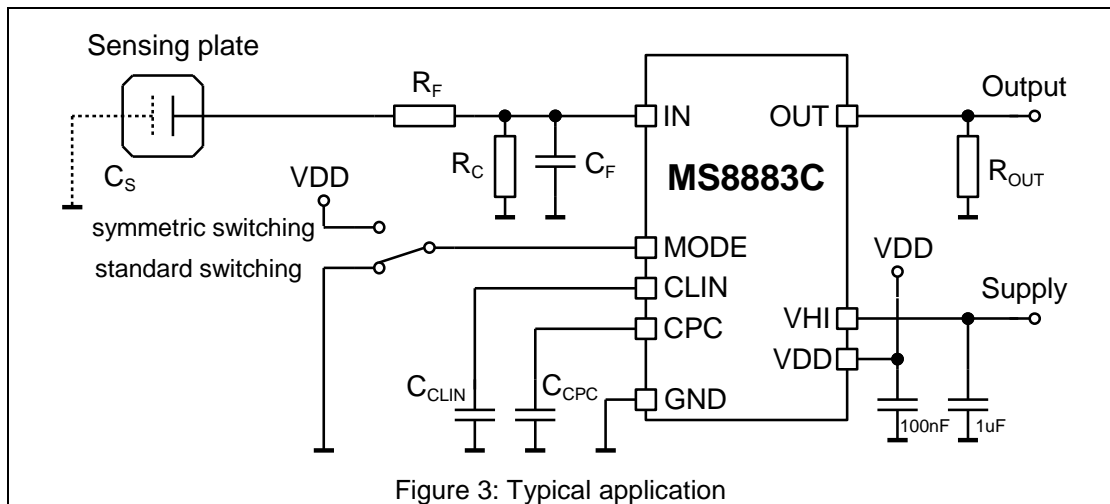 Sensing plate
C_S
R_F
R_C
C_F
VDD
symmetric switching
standard switching
IN
OUT
MS8883C
MODE
CLIN
CPC
GND
VHI
VDD
C_CLIN
C_CPC
Output
R_OUT
VDD
Supply
100nF
1uF
Figure 3: Typical application